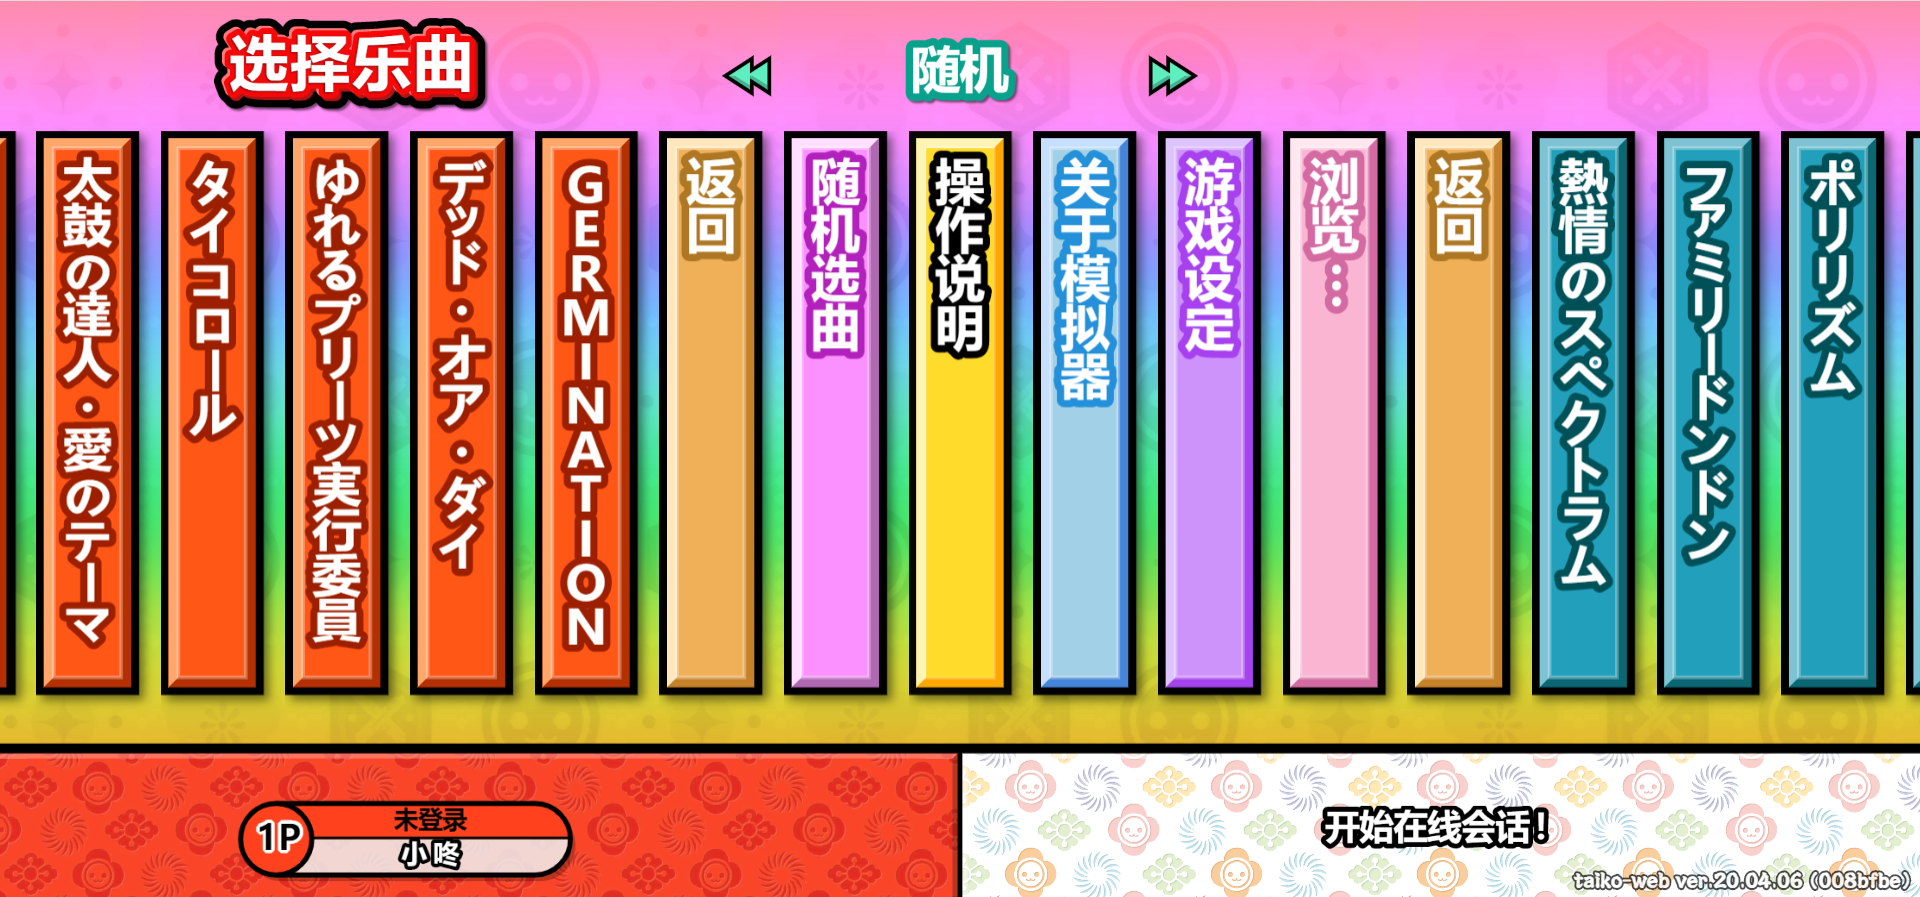 选择乐曲
随机
太鼓の達人・愛のテーマ
タイコロール
ゆれるプリーツ実行委員
デッド・オア・ダイ
GERMINATION
返回
随机选曲
操作说明
关于模拟器
游戏设定
浏览…
返回
熱情のスペクトラム
ファミリードンドン
ポリリズム
1P
未登录
小咚
开始在线会话！
taiko-web ver.20.04.06 (008bfbe)